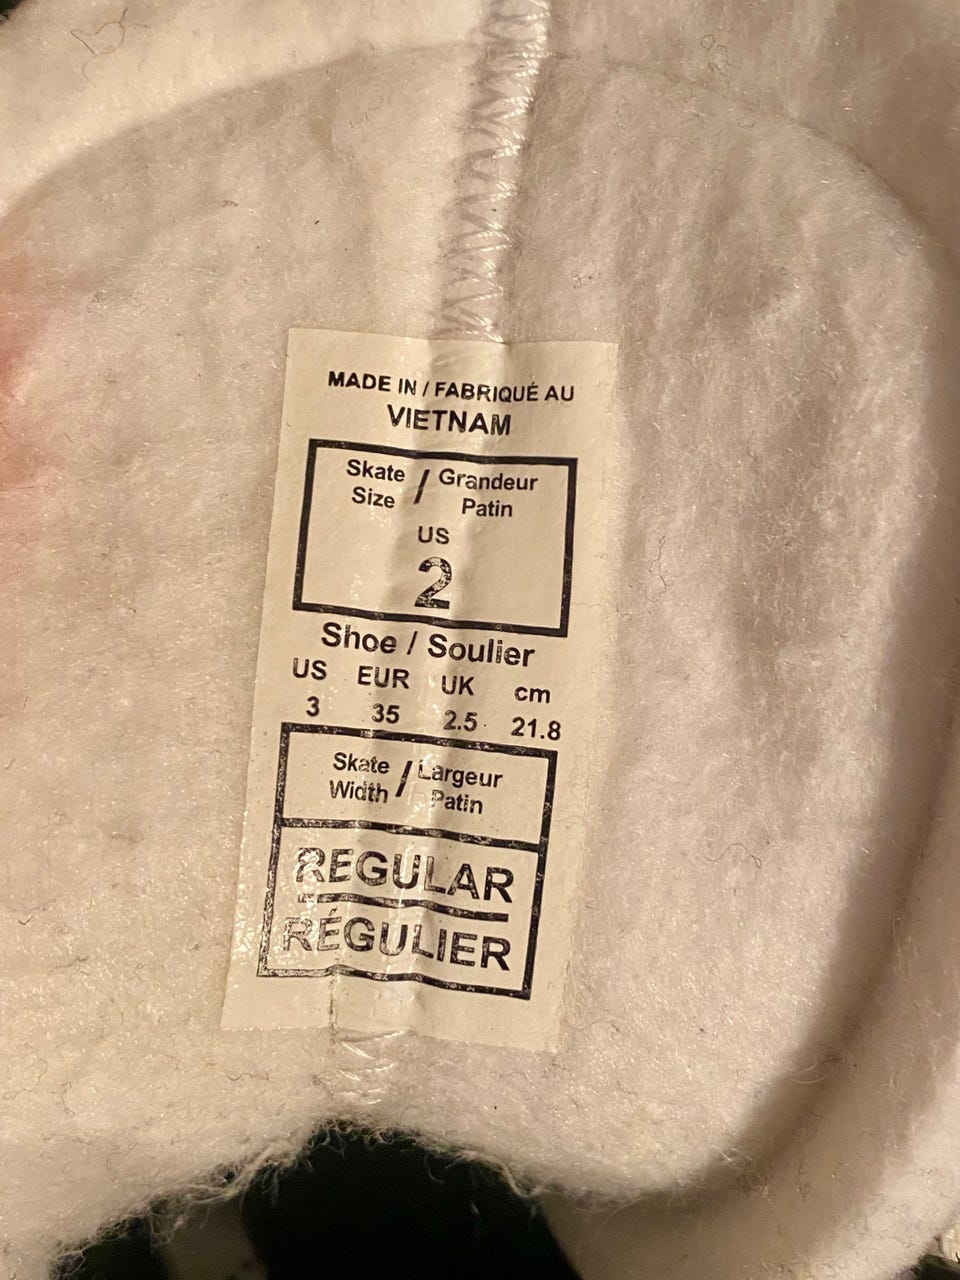 MADE IN / FABRIQUÉ AU
VIETNAM
Skate Size / Grandeur Patin
US
2
Shoe / Soulier
US EUR UK cm
3 35 2.5 21.8
Skate Width / Largeur Patin
REGULAR
RÉGULIER